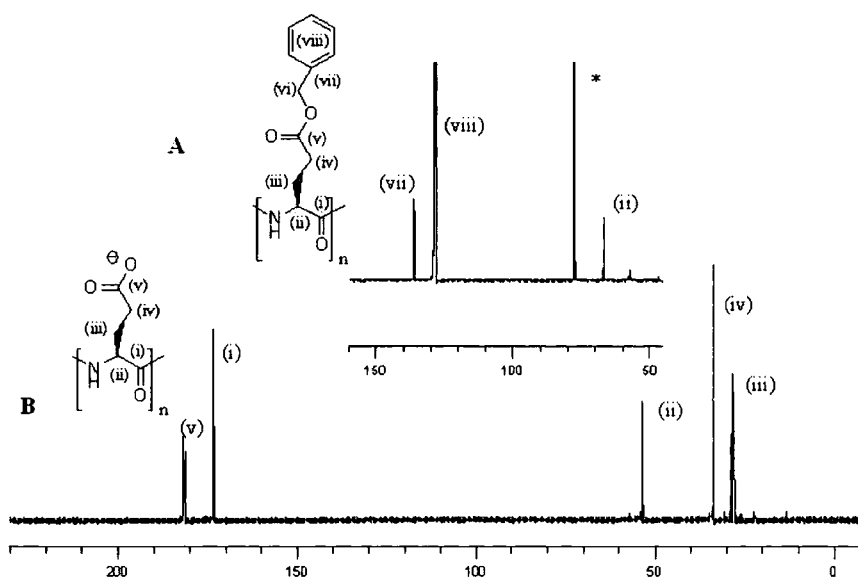 (viii)
(vi) (vii)
O
O (v)
A (iv) (viii) *
(iii) (vii) (ii)
(i)
N (ii)
H O n
⊖ O
O (v)
(iv) (iv)
(iii)
150 100 50
(i) (i) (iii)
N (ii)
H O n
B (v) (ii)
200 150 100 50 0